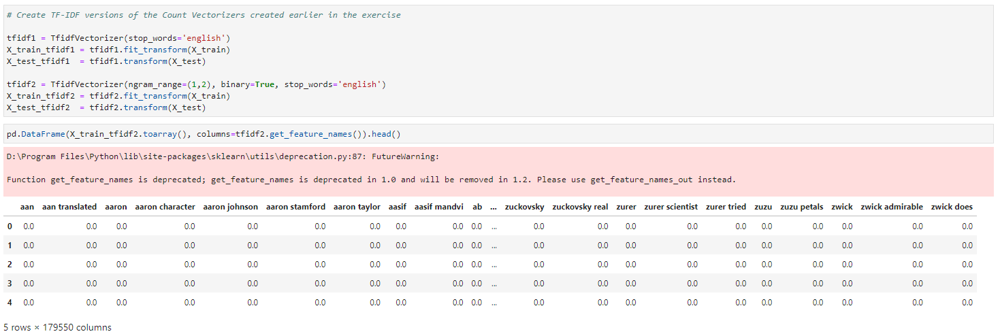 # Create TF-IDF versions of the Count Vectorizers created earlier in the exercise
tfidf1 = TfidfVectorizer(stop_words='english')
X_train_tfidf1 = tfidf1.fit_transform(X_train)
X_test_tfidf1  = tfidf1.transform(X_test)
tfidf2 = TfidfVectorizer(ngram_range=(1,2), binary=True, stop_words='english')
X_train_tfidf2 = tfidf2.fit_transform(X_train)
X_test_tfidf2  = tfidf2.transform(X_test)
pd.DataFrame(X_train_tfidf2.toarray(), columns=tfidf2.get_feature_names()).head()
D:\Program Files\Python\lib\site-packages\sklearn\utils\deprecation.py:87: FutureWarning:
Function get_feature_names is deprecated; get_feature_names is deprecated in 1.0 and will be removed in 1.2. Please use get_feature_names_out instead.
aan aan translated aaron aaron character aaron johnson aaron stamford aaron taylor aasif aasif mandvi ab ... zuckovsky zuckovsky real zurer zurer scientist zurer tried zuzu zuzu petals zwick zwick admirable zwick does
0 0.0 0.0 0.0 0.0 0.0 0.0 0.0 0.0 0.0 0.0 ... 0.0 0.0 0.0 0.0 0.0 0.0 0.0 0.0 0.0 0.0
1 0.0 0.0 0.0 0.0 0.0 0.0 0.0 0.0 0.0 0.0 ... 0.0 0.0 0.0 0.0 0.0 0.0 0.0 0.0 0.0 0.0
2 0.0 0.0 0.0 0.0 0.0 0.0 0.0 0.0 0.0 0.0 ... 0.0 0.0 0.0 0.0 0.0 0.0 0.0 0.0 0.0 0.0
3 0.0 0.0 0.0 0.0 0.0 0.0 0.0 0.0 0.0 0.0 ... 0.0 0.0 0.0 0.0 0.0 0.0 0.0 0.0 0.0 0.0
4 0.0 0.0 0.0 0.0 0.0 0.0 0.0 0.0 0.0 0.0 ... 0.0 0.0 0.0 0.0 0.0 0.0 0.0 0.0 0.0 0.0
5 rows × 179550 columns